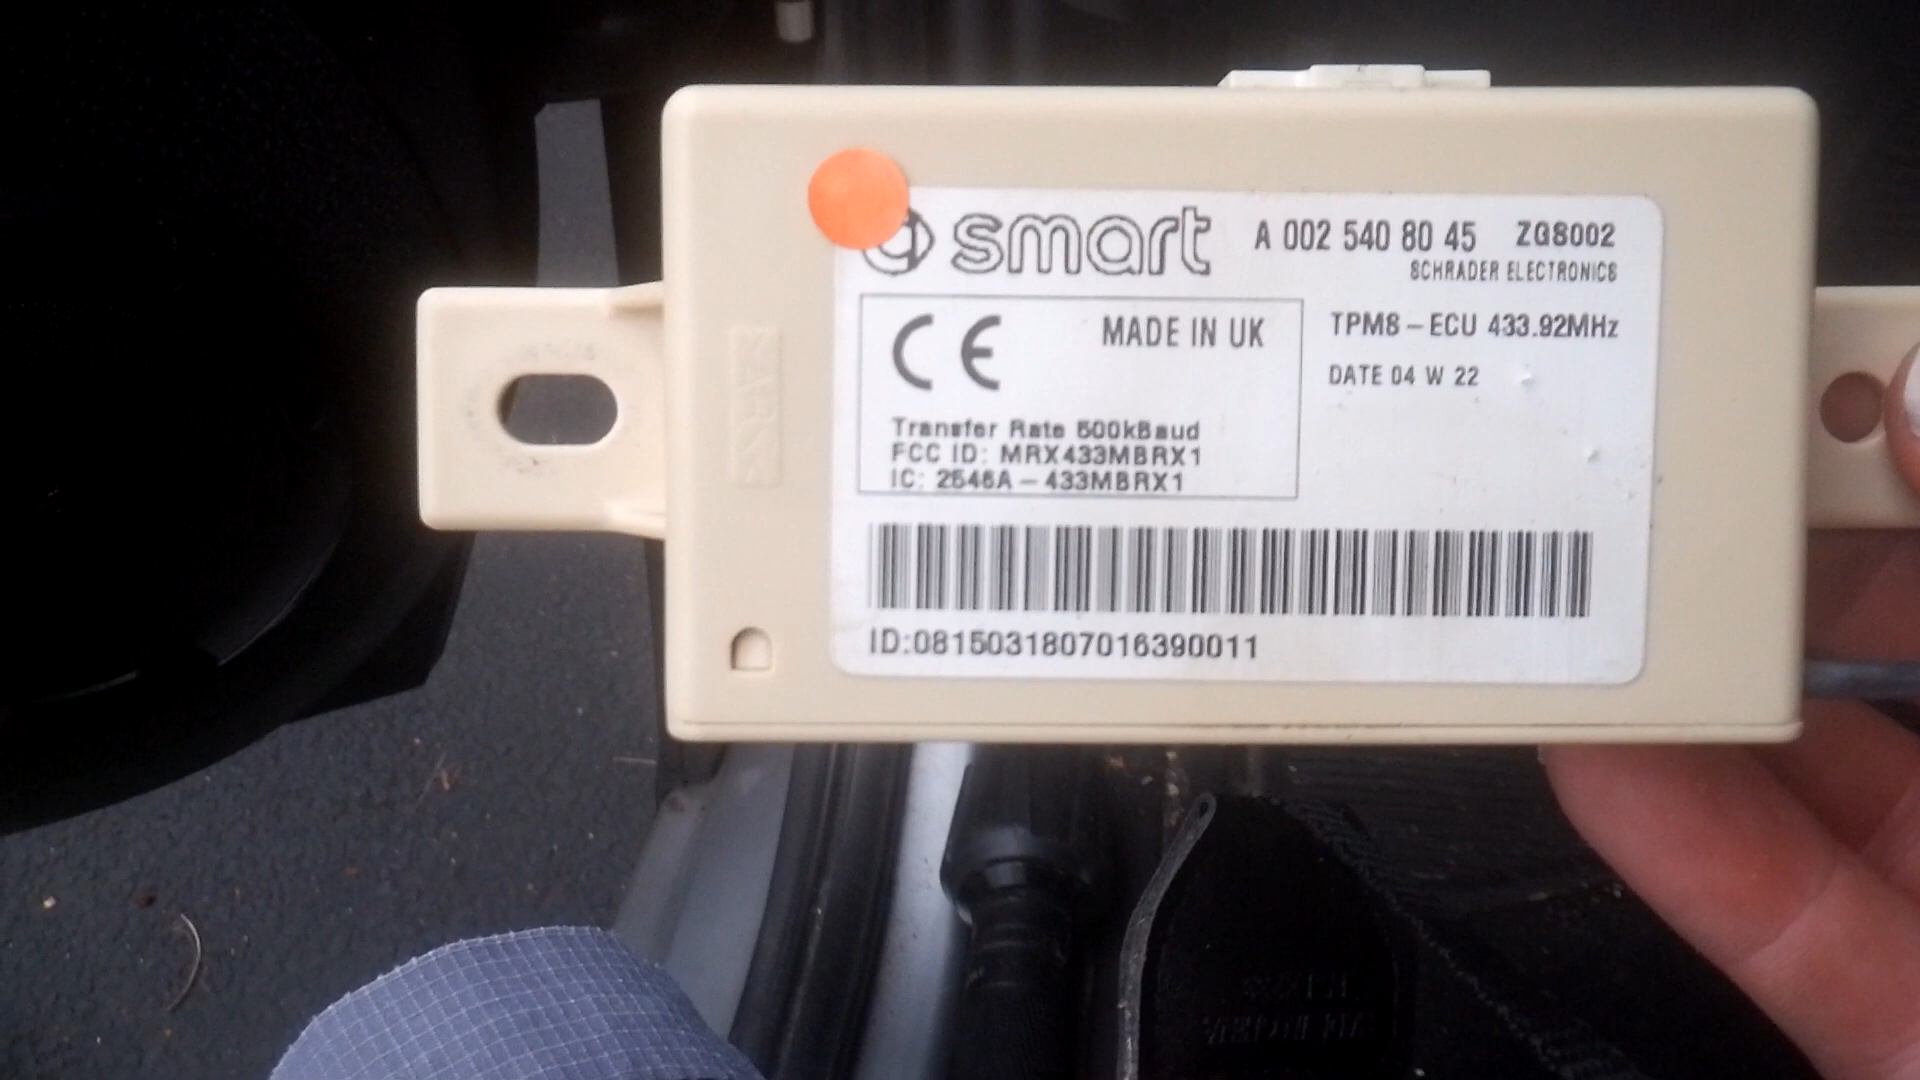 smart A 002 540 80 45 ZGS002
SCHRADER ELECTRONICS
CE MADE IN UK
TPMS - ECU 433.92MHz
DATE 04 W 22
Transfer Rate 500kBaud
FCC ID: MRX433MBRX1
IC: 2546A - 433MBRX1
ID:0815031807016390011